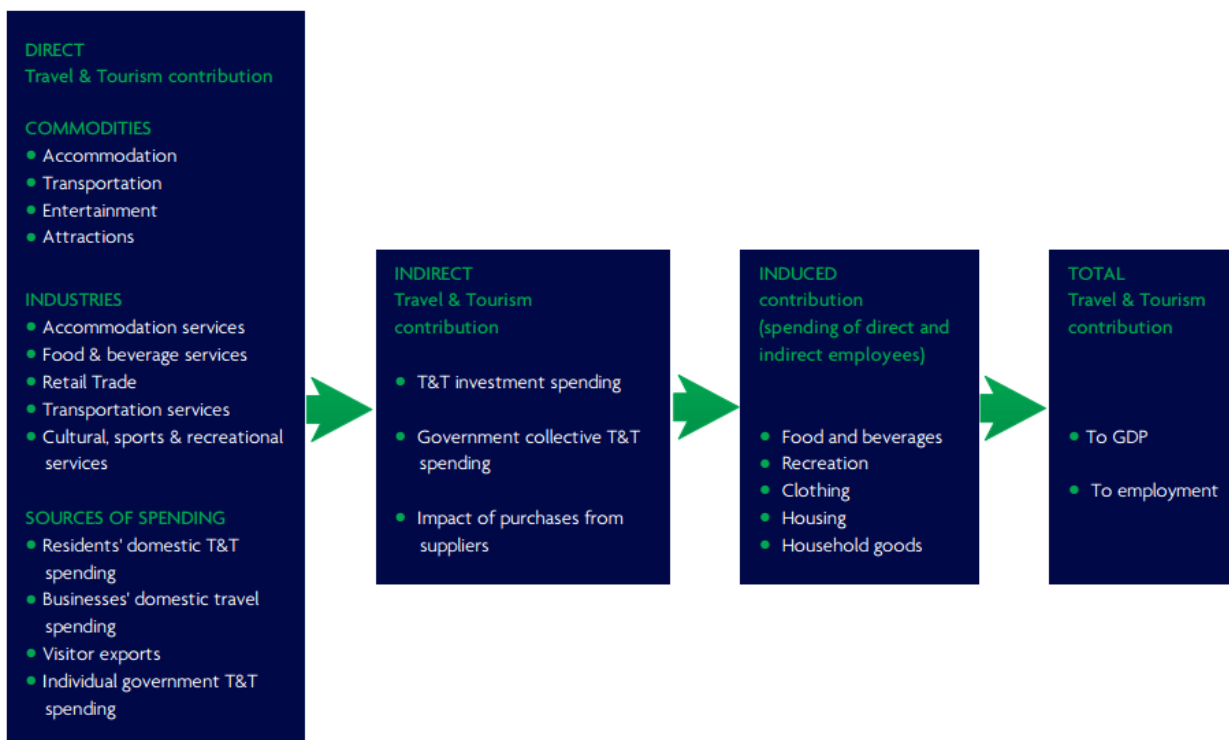 DIRECT
Travel & Tourism contribution
COMMODITIES
• Accommodation
• Transportation
• Entertainment
• Attractions
INDUSTRIES
• Accommodation services
• Food & beverage services
• Retail Trade
• Transportation services
• Cultural, sports & recreational
services
SOURCES OF SPENDING
• Residents' domestic T&T
spending
• Businesses' domestic travel
spending
• Visitor exports
• Individual government T&T
spending
INDIRECT
Travel & Tourism
contribution
• T&T investment spending
• Government collective T&T
spending
• Impact of purchases from
suppliers
INDUCED
contribution
(spending of direct and
indirect employees)
• Food and beverages
• Recreation
• Clothing
• Housing
• Household goods
TOTAL
Travel & Tourism
contribution
• To GDP
• To employment